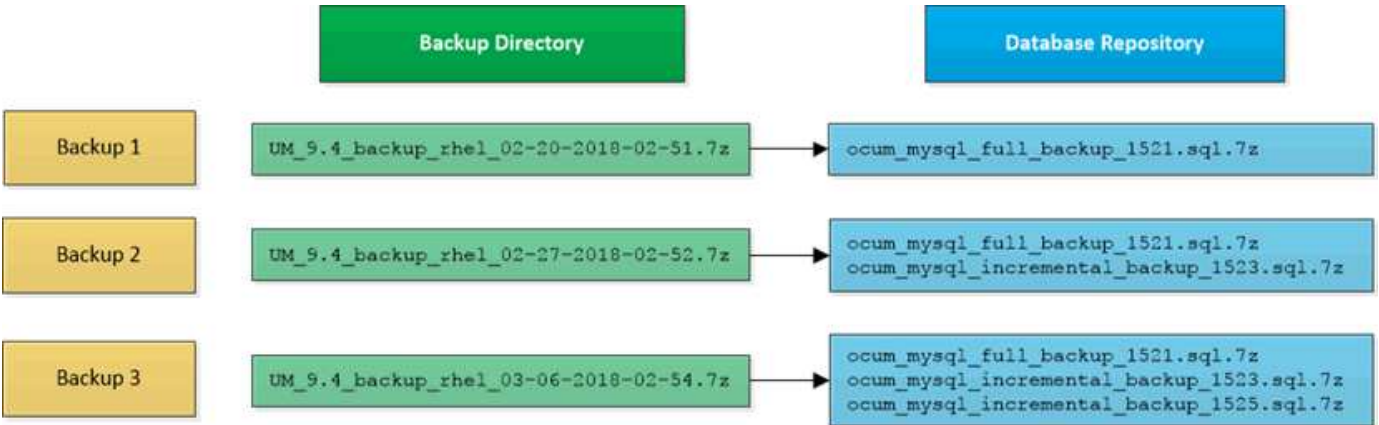 Backup Directory
Database Repository
Backup 1
UM_9.4_backup_rhel_02-20-2018-02-51.7z
ocum_mysql_full_backup_1521.sql.7z
Backup 2
UM_9.4_backup_rhel_02-27-2018-02-52.7z
ocum_mysql_full_backup_1521.sql.7z
ocum_mysql_incremental_backup_1523.sql.7z
Backup 3
UM_9.4_backup_rhel_03-06-2018-02-54.7z
ocum_mysql_full_backup_1521.sql.7z
ocum_mysql_incremental_backup_1523.sql.7z
ocum_mysql_incremental_backup_1525.sql.7z